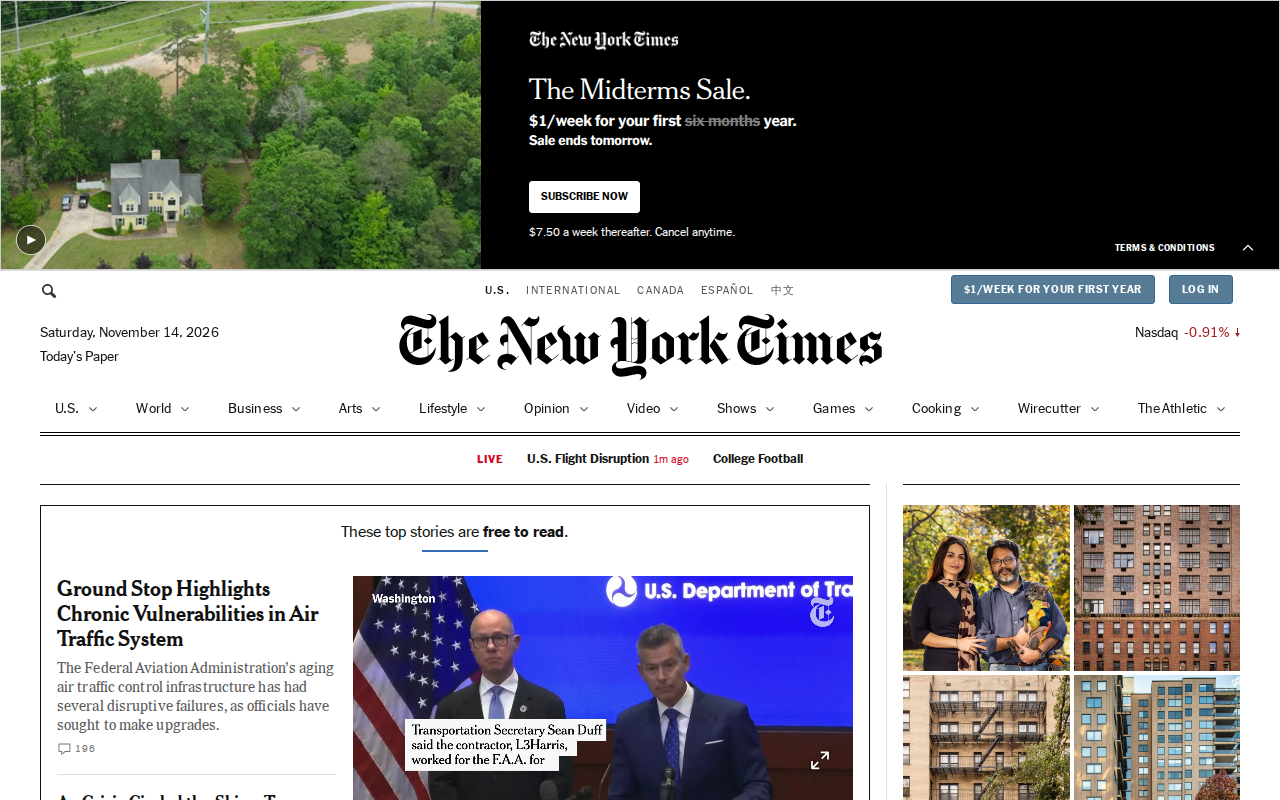 The New York Times
The Midterms Sale.
$1/week for your first six months year.
Sale ends tomorrow.
SUBSCRIBE NOW
$7.50 a week thereafter. Cancel anytime.
TERMS & CONDITIONS
U.S. INTERNATIONAL CANADA ESPAÑOL 中文
$1/WEEK FOR YOUR FIRST YEAR
LOG IN
Saturday, November 14, 2026
Today's Paper
The New York Times
Nasdaq -0.91%
U.S. World Business Arts Lifestyle Opinion Video Shows Games Cooking Wirecutter The Athletic
LIVE U.S. Flight Disruption 1m ago College Football
These top stories are free to read.
Ground Stop Highlights
Chronic Vulnerabilities in Air
Traffic System
The Federal Aviation Administration's aging
air traffic control infrastructure has had
several disruptive failures, as officials have
sought to make upgrades.
196
Washington
U.S. Department of Tra
T
Transportation Secretary Sean Duff
said the contractor, L3Harris,
worked for the F.A.A. for